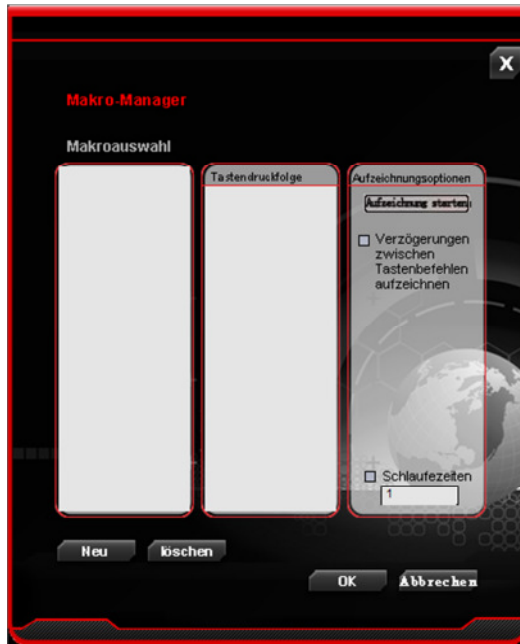 X
Makro-Manager
Makroauswahl
Tastendruckfolge
Aufzeichnungsoptionen
Aufzeichnung starten
Verzögerungen
zwischen
Tastenbefehlen
aufzeichnen
Schlaufezeiten
1
Neu
löschen
OK
Abbrechen